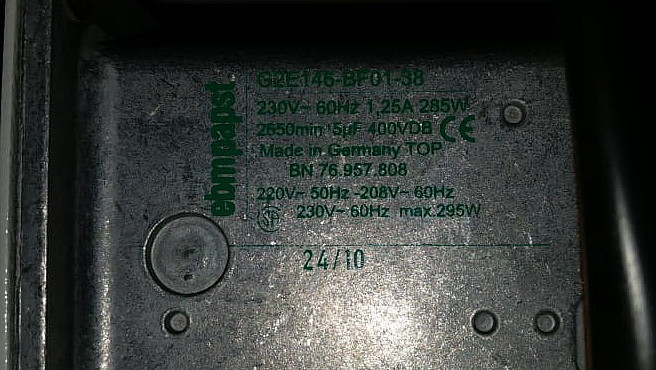 ebmpapst
G2E146-BF01-38
230V~ 60Hz 1,25A 285W
2650min 5µF 400VDB CE
Made in Germany TOP
BN 76.957.808
220V~ 50Hz -208V~ 60Hz
230V~ 60Hz max.295W
24/10